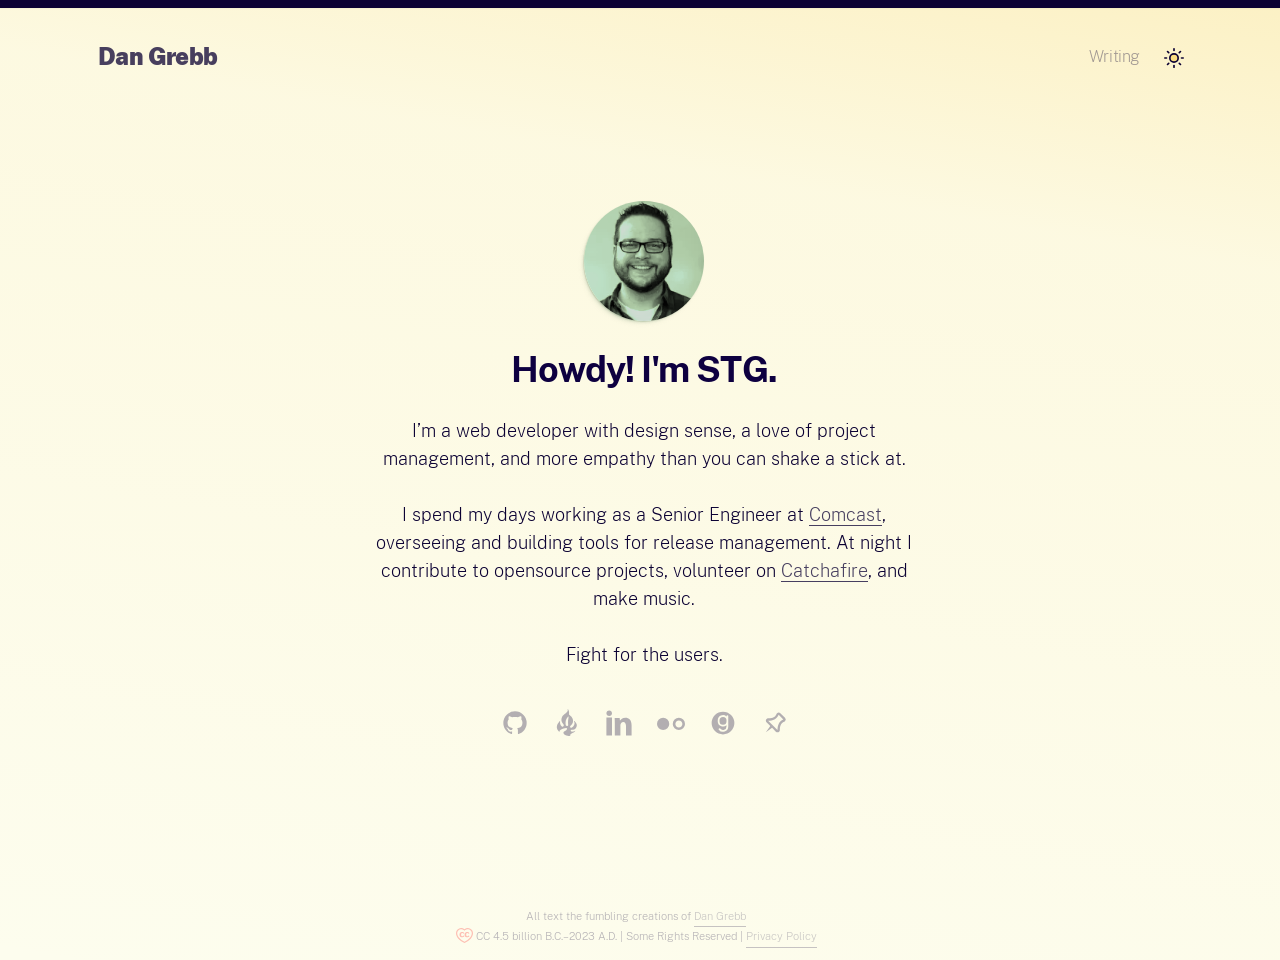 Dan Grebb
Writing
Howdy! I'm STG.
I’m a web developer with design sense, a love of project
management, and more empathy than you can shake a stick at.
I spend my days working as a Senior Engineer at Comcast,
overseeing and building tools for release management. At night I
contribute to opensource projects, volunteer on Catchafire, and
make music.
Fight for the users.
All text the fumbling creations of Dan Grebb
CC 4.5 billion B.C.–2023 A.D. | Some Rights Reserved | Privacy Policy